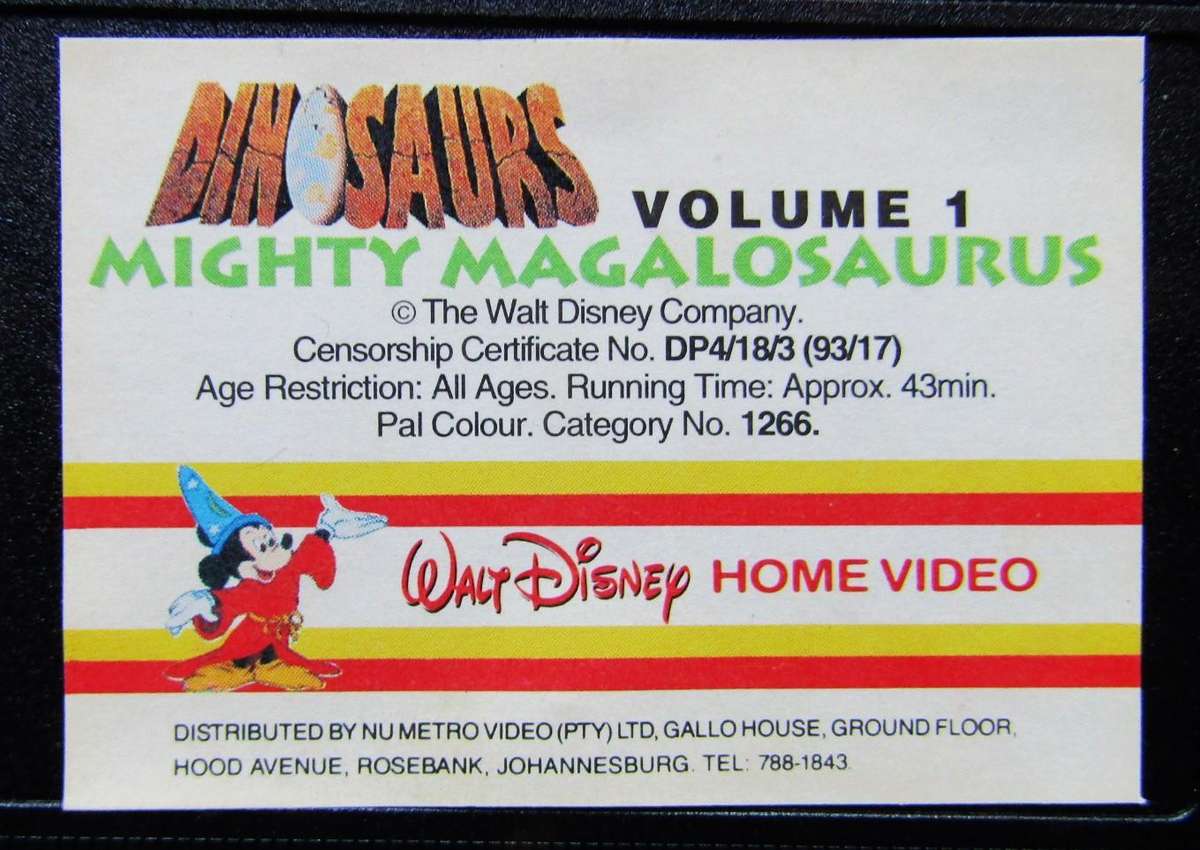 DINOSAURS VOLUME 1
MIGHTY MAGALOSAURUS
© The Walt Disney Company.
Censorship Certificate No. DP4/18/3 (93/17)
Age Restriction: All Ages. Running Time: Approx. 43min.
Pal Colour. Category No. 1266.
WALT DISNEY HOME VIDEO
DISTRIBUTED BY NU METRO VIDEO (PTY) LTD, GALLO HOUSE, GROUND FLOOR,
HOOD AVENUE, ROSEBANK, JOHANNESBURG. TEL: 788-1843.